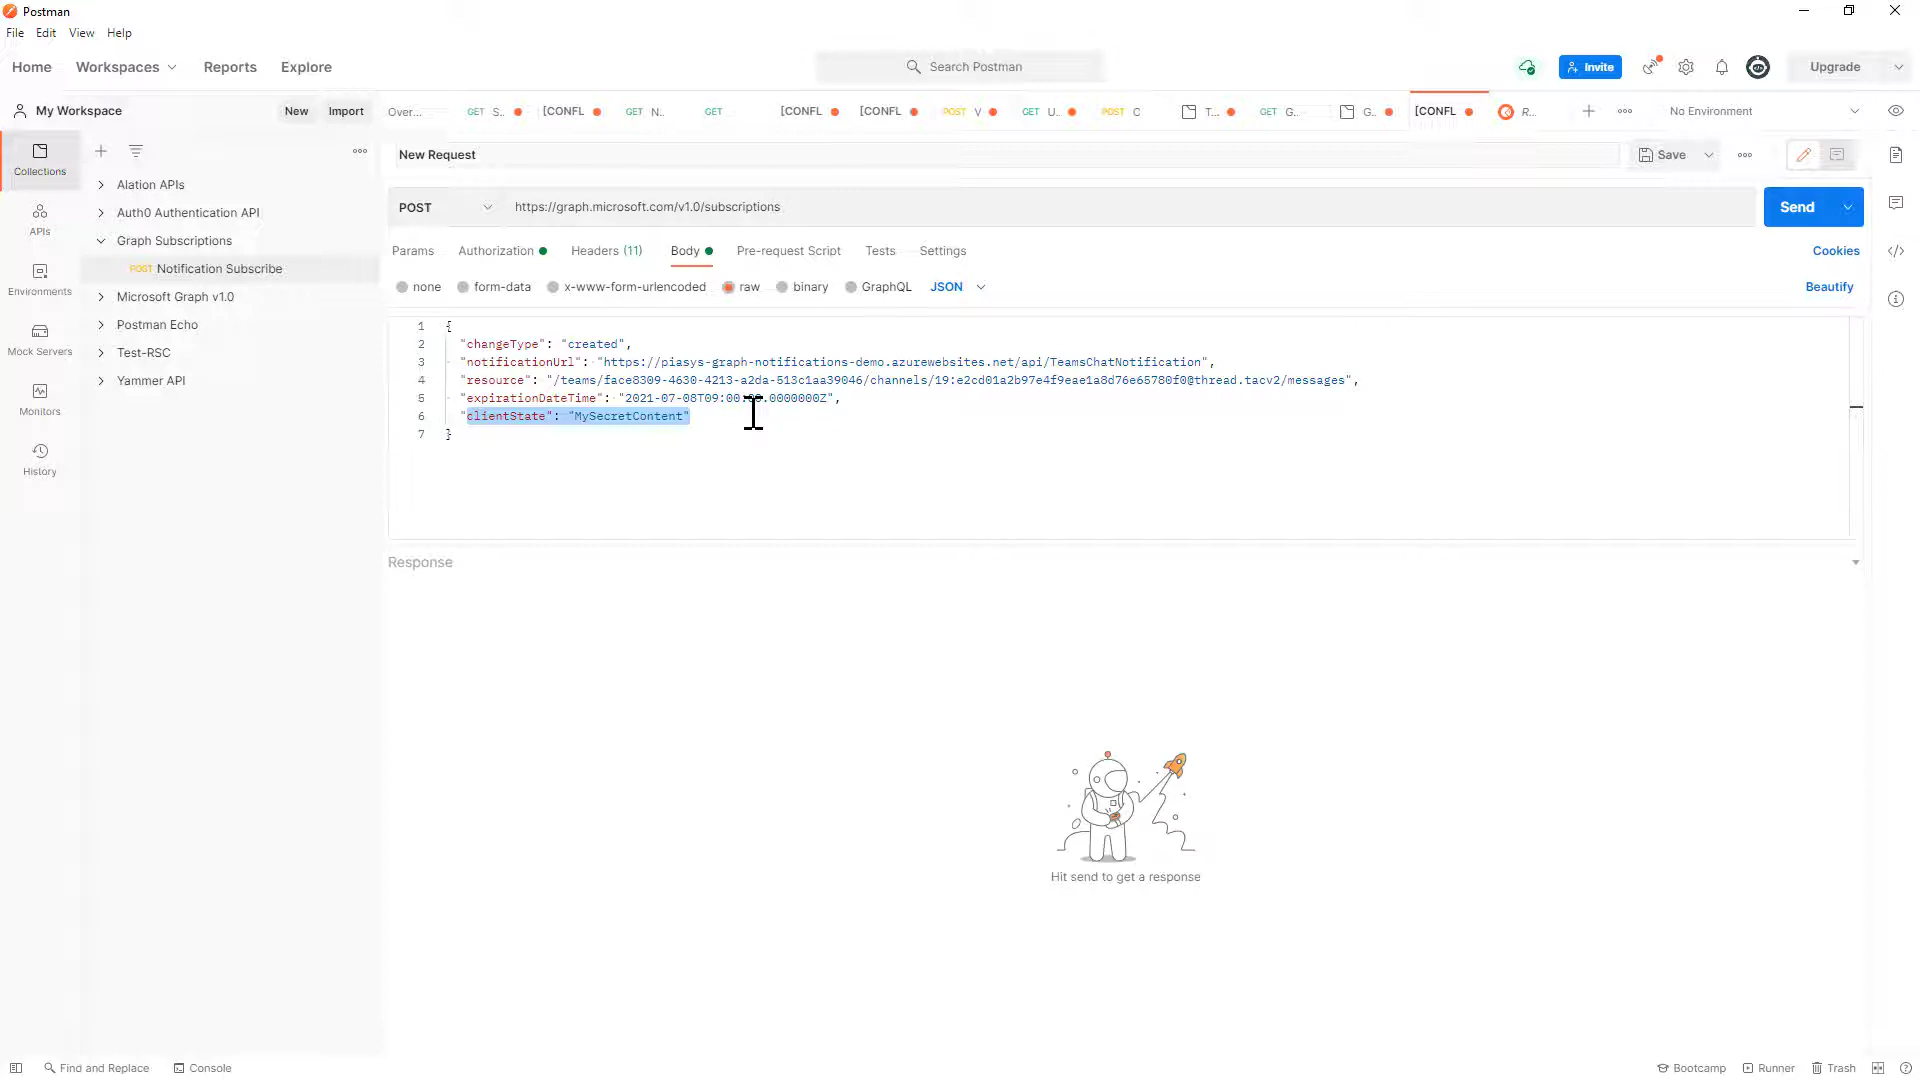 Postman
File Edit View Help
Home Workspaces Reports Explore Search Postman Invite Upgrade
My Workspace New Import Over... GET S.. [CONFL GET N.. GET [CONFL [CONFL POST V GET U... POST C T... GET G... G.. [CONFL R... No Environment
Collections
APIs
Environments
Mock Servers
Monitors
History
Alation APIs
Auth0 Authentication API
Graph Subscriptions
POST Notification Subscribe
Microsoft Graph v1.0
Postman Echo
Test-RSC
Yammer API
New Request Save
POST https://graph.microsoft.com/v1.0/subscriptions Send
Params Authorization Headers (11) Body Pre-request Script Tests Settings Cookies
none form-data x-www-form-urlencoded raw binary GraphQL JSON Beautify
1 {
2 "changeType": "created",
3 "notificationUrl": "https://piasys-graph-notifications-demo.azurewebsites.net/api/TeamsChatNotification",
4 "resource": "/teams/face8309-4630-4213-a2da-513c1aa39046/channels/19:e2cd01a2b97e4f9eae1a8d76e65780f0@thread.tacv2/messages",
5 "expirationDateTime": "2021-07-08T09:00:00.0000000Z",
6 "clientState": "MySecretContent"
7 }
Response
Hit send to get a response
Find and Replace Console Bootcamp Runner Trash